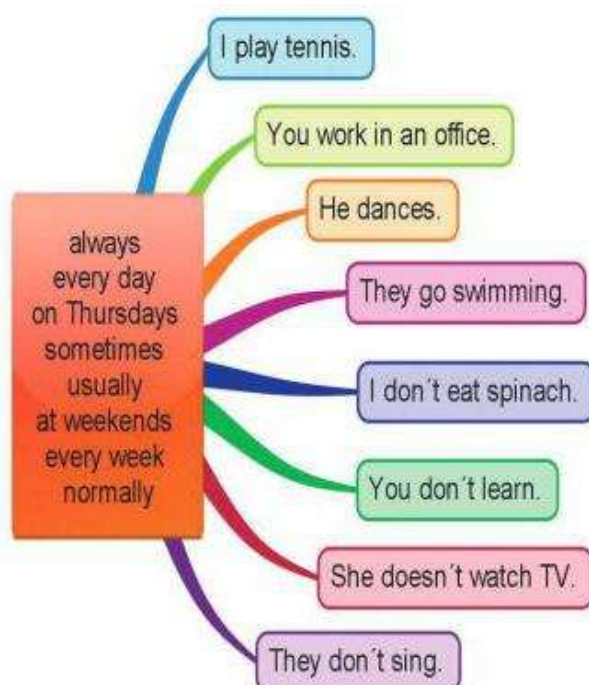 I play tennis.
You work in an office.
He dances.
They go swimming.
I don´t eat spinach.
You don´t learn.
She doesn´t watch TV.
They don´t sing.
always
every day
on Thursdays
sometimes
usually
at weekends
every week
normally